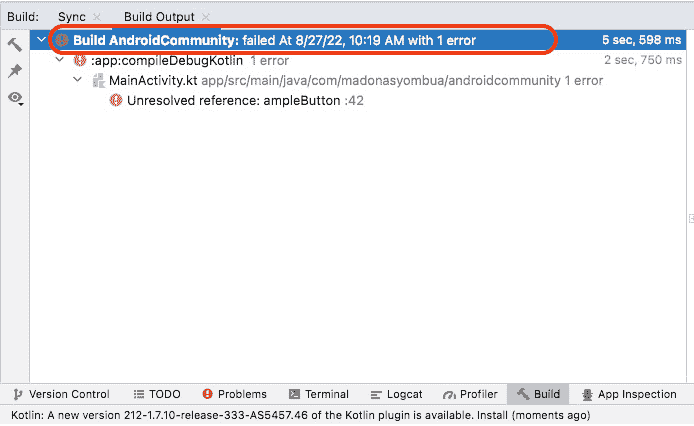 Build: Sync × Build Output ×
Build AndroidCommunity: failed At 8/27/22, 10:19 AM with 1 error 5 sec, 598 ms
:app:compileDebugKotlin 1 error 2 sec, 750 ms
MainActivity.kt app/src/main/java/com/madonasyombua/androidcommunity 1 error
Unresolved reference: ampleButton :42
Version Control TODO Problems Terminal Logcat Profiler Build App Inspection
Kotlin: A new version 212-1.7.10-release-333-AS5457.46 of the Kotlin plugin is available. Install (moments ago)